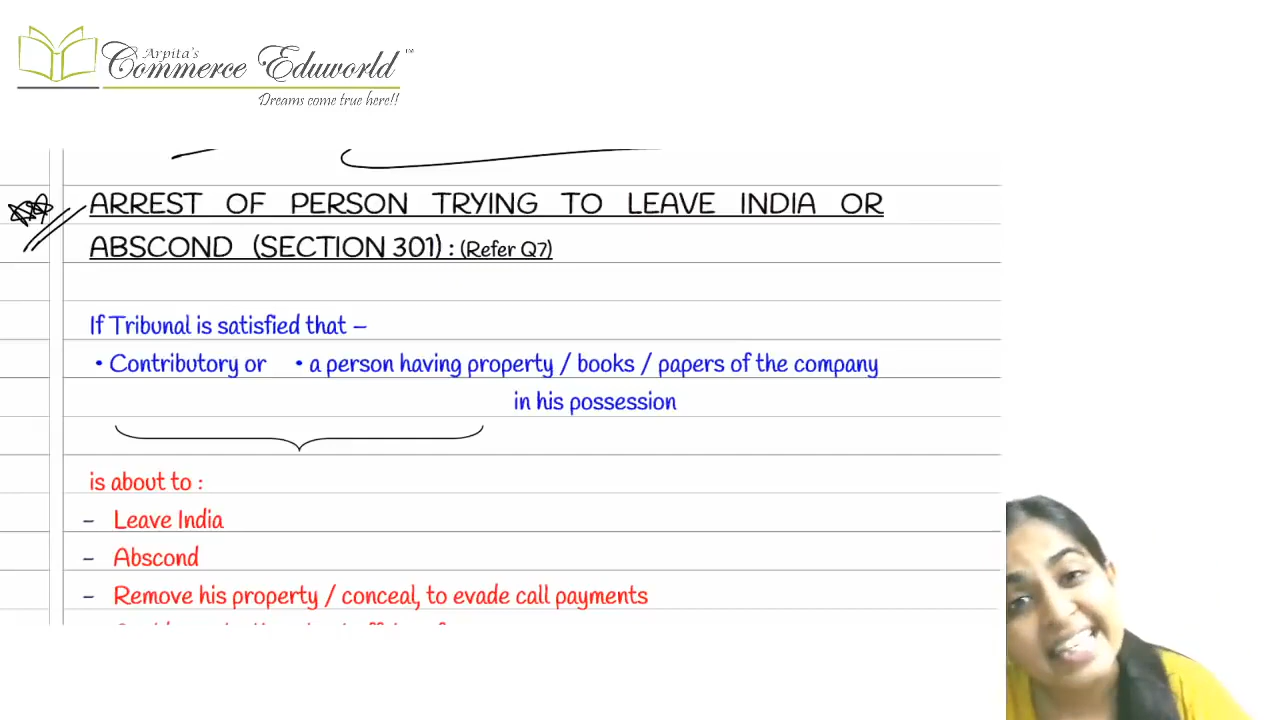 Arpita's
Commerce Eduworld™
Dreams come true here!!
ARREST OF PERSON TRYING TO LEAVE INDIA OR
ABSCOND (SECTION 301) : (Refer Q7)
If Tribunal is satisfied that –
• Contributory or • a person having property / books / papers of the company
in his possession
is about to :
- Leave India
- Abscond
- Remove his property / conceal, to evade call payments